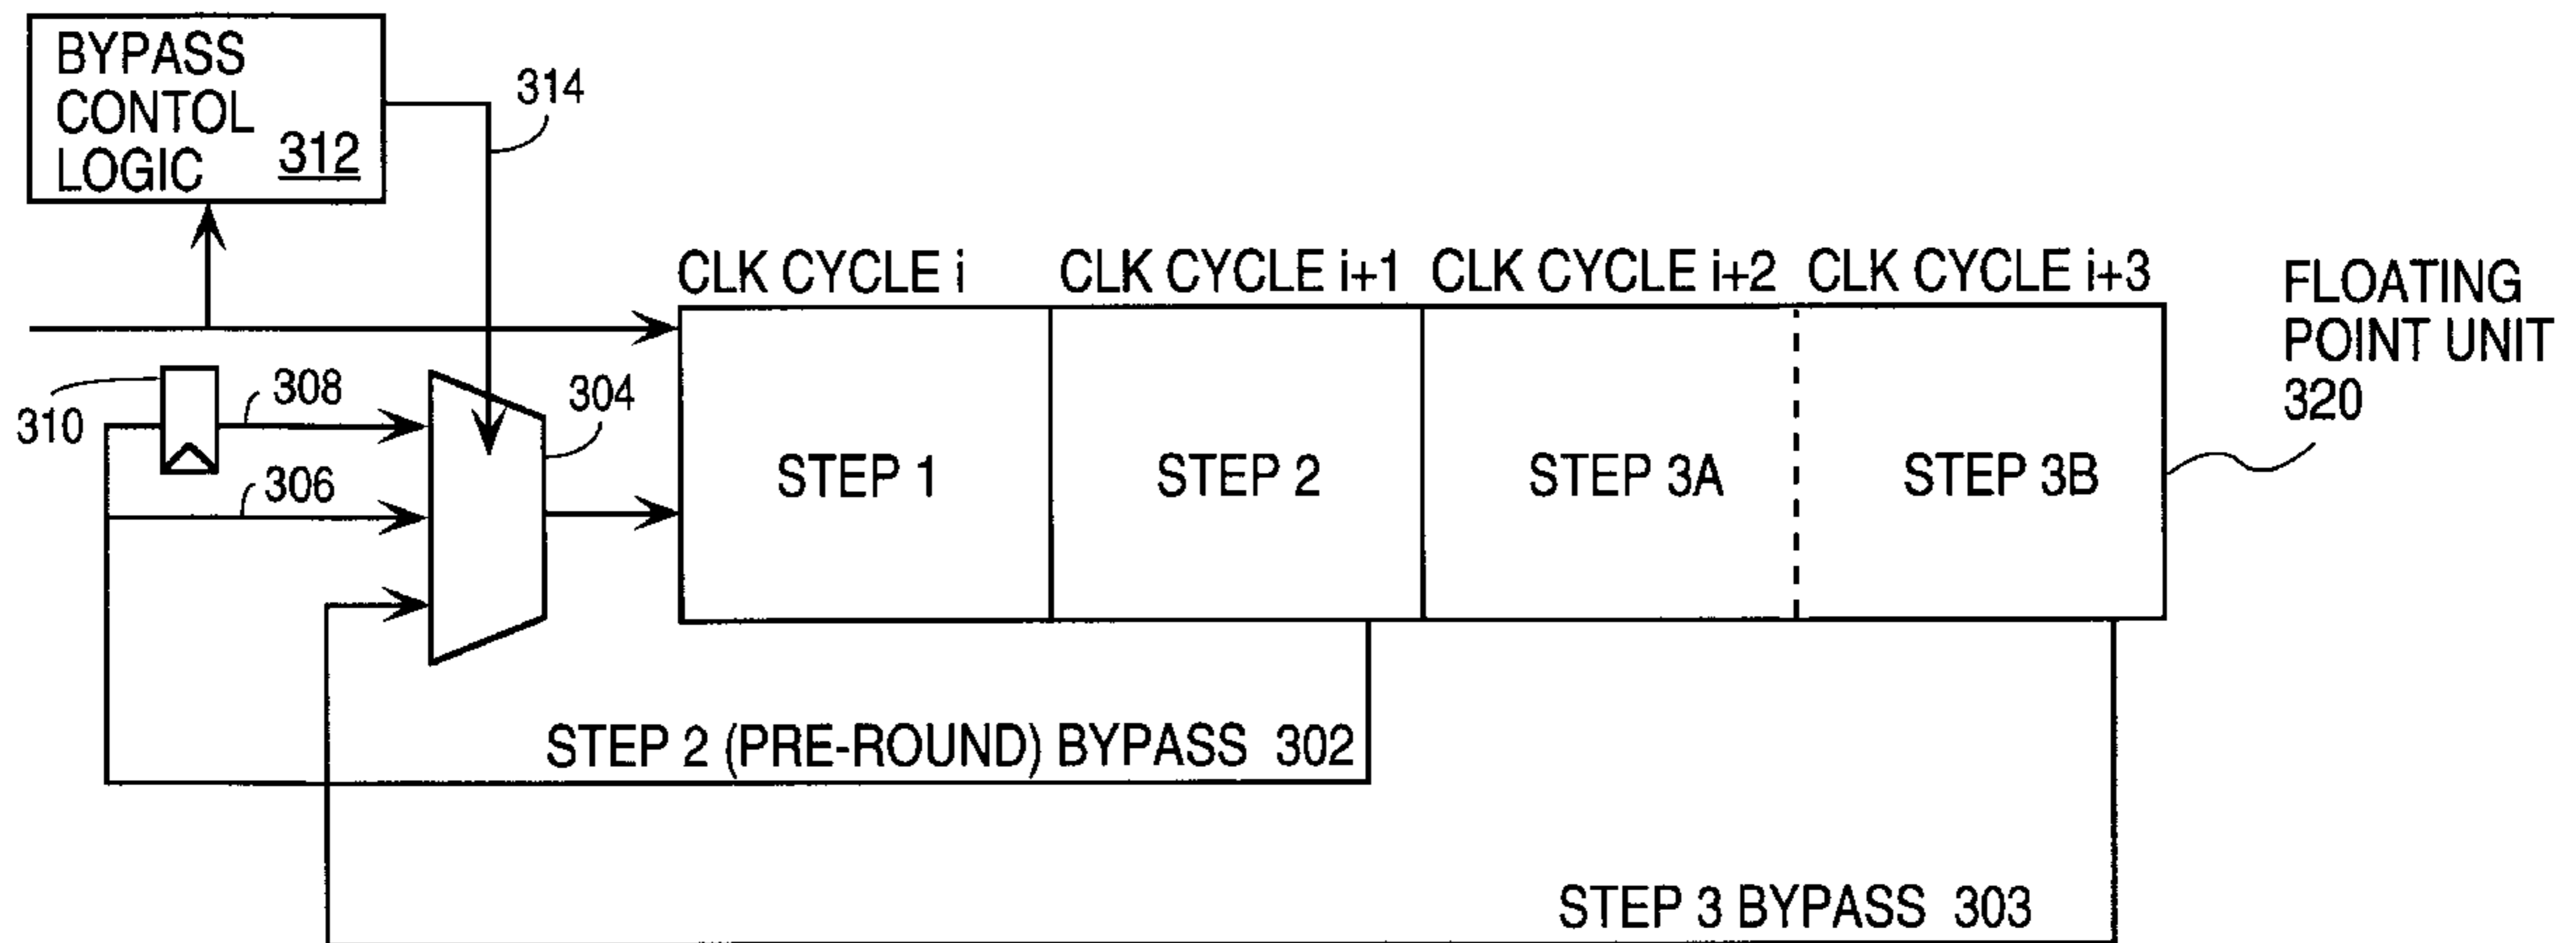 BYPASS
CONTOL
LOGIC 312
314
CLK CYCLE i CLK CYCLE i+1 CLK CYCLE i+2 CLK CYCLE i+3
FLOATING
POINT UNIT
320
310
308
304
306
STEP 1 STEP 2 STEP 3A STEP 3B
STEP 2 (PRE-ROUND) BYPASS 302
STEP 3 BYPASS 303